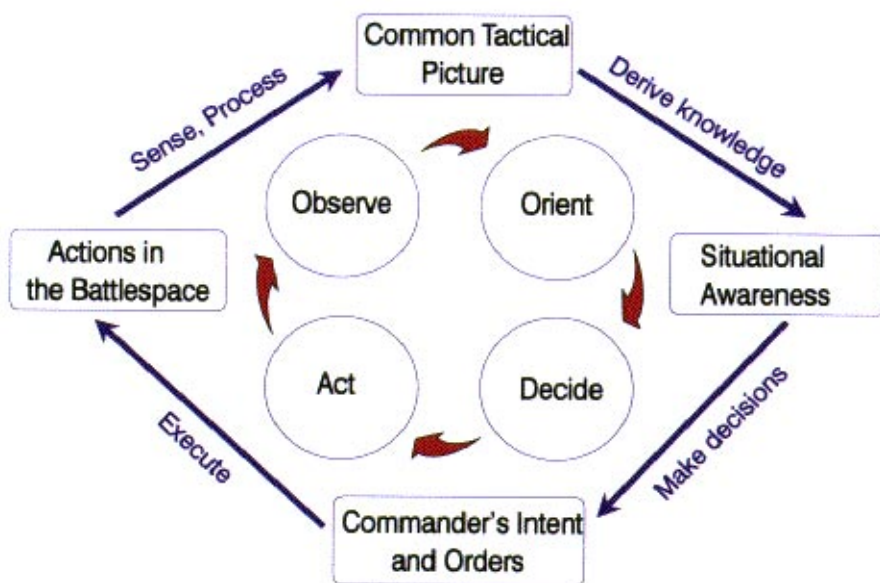 Common Tactical
Picture
Sense, Process
Derive knowledge
Observe
Orient
Actions in
the Battlespace
Situational
Awareness
Act
Decide
Execute
Make decisions
Commander's Intent
and Orders